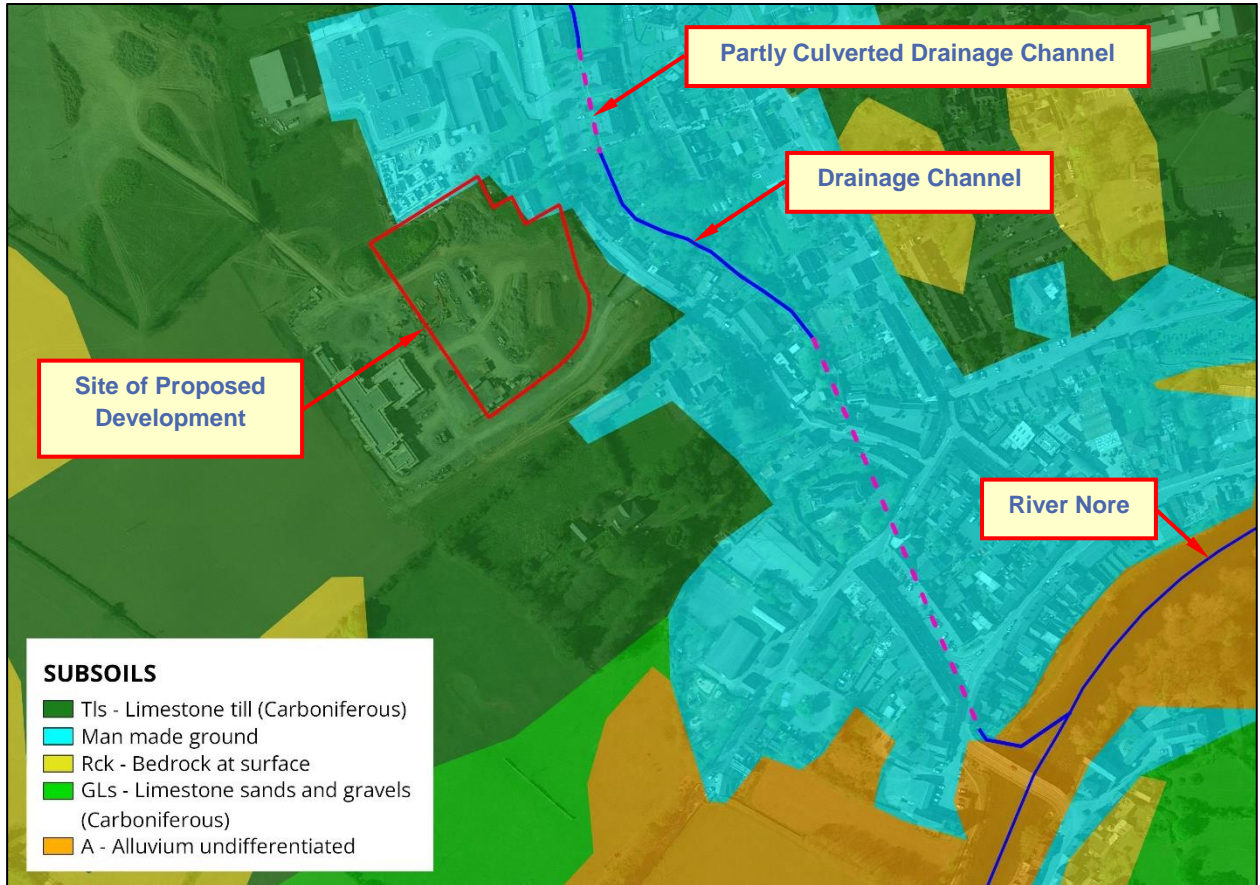 Partly Culverted Drainage Channel
Drainage Channel
Site of Proposed
Development
River Nore
SUBSOILS
Tls - Limestone till (Carboniferous)
Man made ground
Rck - Bedrock at surface
GLs - Limestone sands and gravels
(Carboniferous)
A - Alluvium undifferentiated